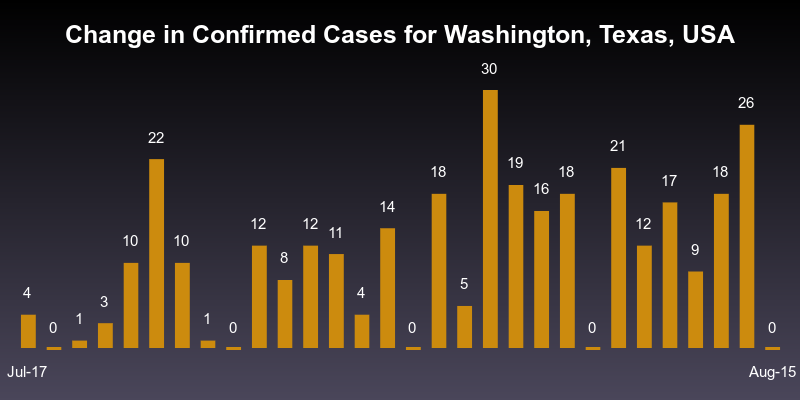 Change in Confirmed Cases for Washington, Texas, USA
4 0 1 3 10 22 10 1 0 12 8 12 11 4 14 0 18 5 30 19 16 18 0 21 12 17 9 18 26 0
Jul-17 Aug-15